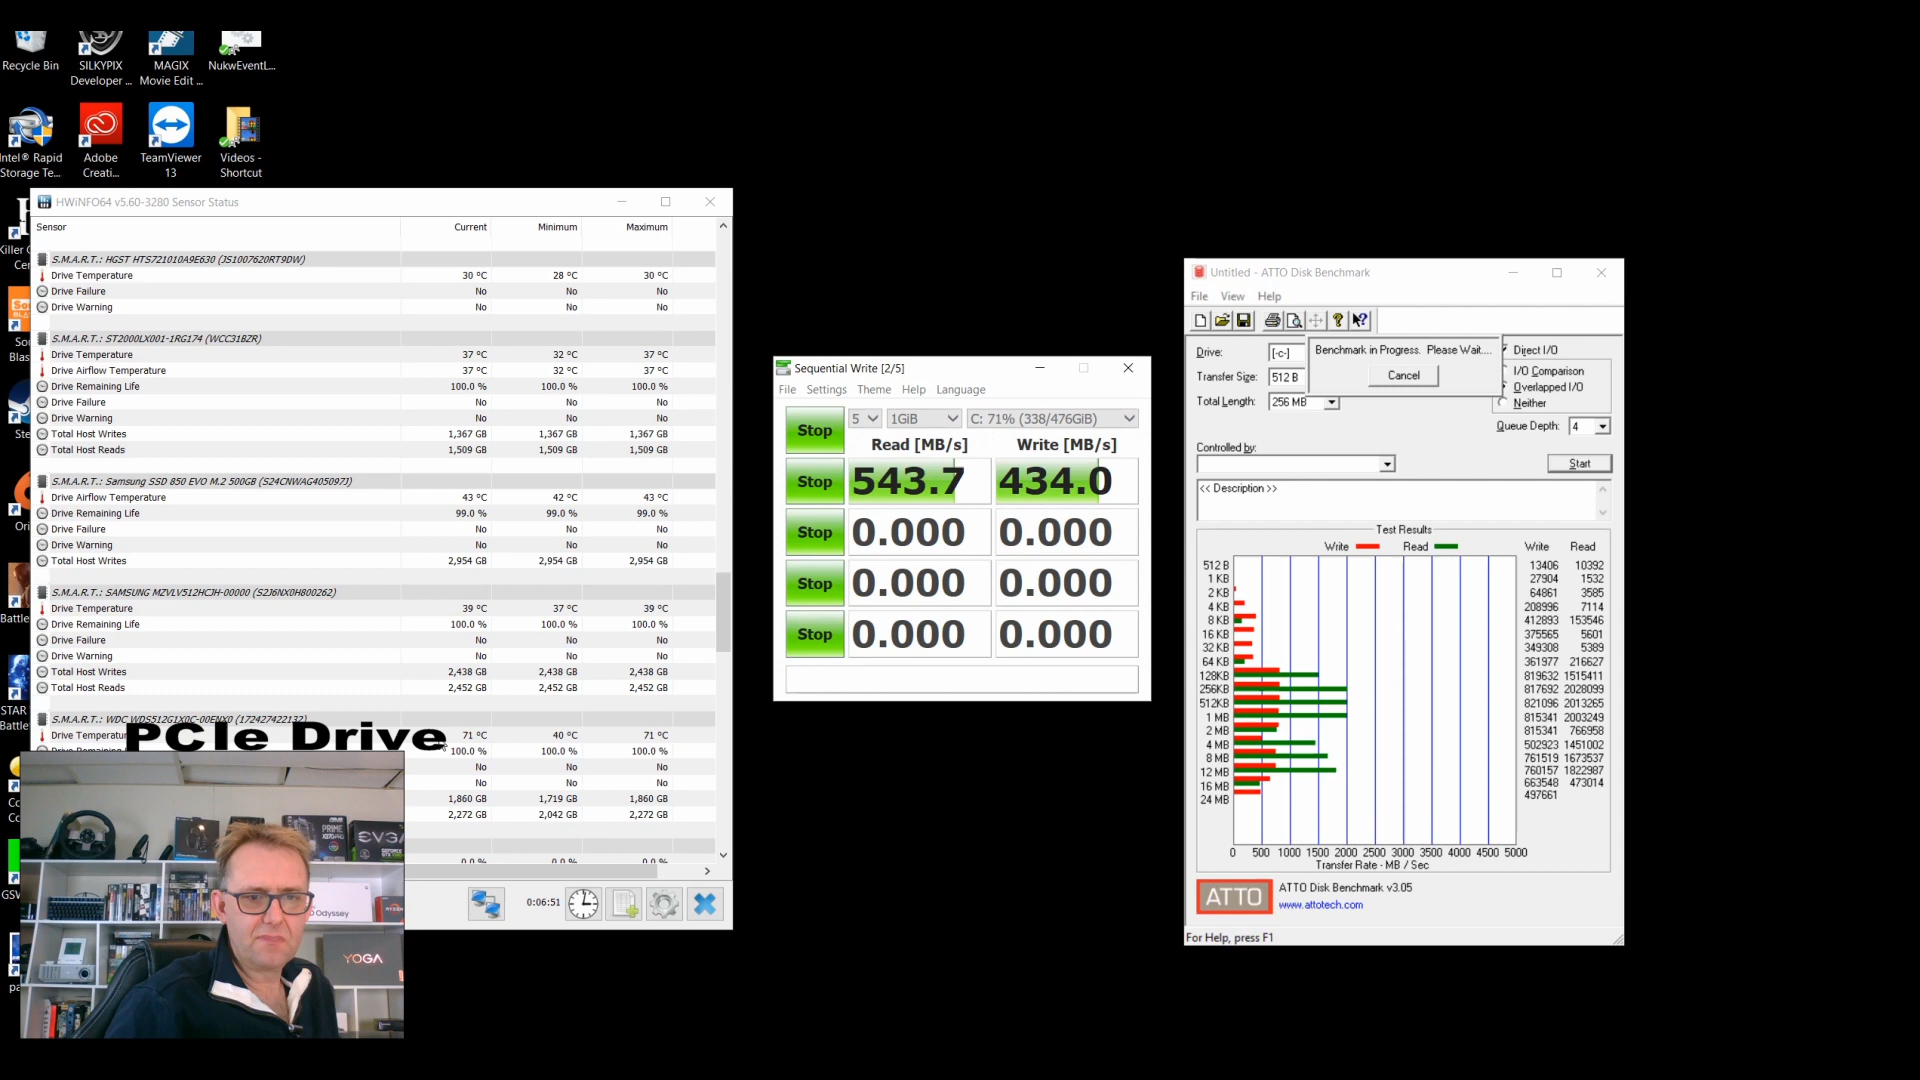 Recycle Bin
SILKYPIX
Developer ...
MAGIX
Movie Edit ...
NukwEventL...
Intel® Rapid
Storage Te...
Adobe
Creati...
TeamViewer
13
Videos -
Shortcut
HWiNFO64 v5.60-3280 Sensor Status
Sensor Current Minimum Maximum
S.M.A.R.T.: HGST HTS721010A9E630 (JS1007620RT9DW)
Drive Temperature 30 °C 28 °C 30 °C
Drive Failure No No No
Drive Warning No No No
S.M.A.R.T.: ST2000LX001-1RG174 (WCC31BZR)
Drive Temperature 37 °C 32 °C 37 °C
Drive Airflow Temperature 37 °C 32 °C 37 °C
Drive Remaining Life 100.0 % 100.0 % 100.0 %
Drive Failure No No No
Drive Warning No No No
Total Host Writes 1,367 GB 1,367 GB 1,367 GB
Total Host Reads 1,509 GB 1,509 GB 1,509 GB
S.M.A.R.T.: Samsung SSD 850 EVO M.2 500GB (S24CNWAG405097J)
Drive Airflow Temperature 43 °C 42 °C 43 °C
Drive Remaining Life 99.0 % 99.0 % 99.0 %
Drive Failure No No No
Drive Warning No No No
Total Host Writes 2,954 GB 2,954 GB 2,954 GB
S.M.A.R.T.: SAMSUNG MZVLV512HCJH-00000 (S2J6NX0H800262)
Drive Temperature 39 °C 37 °C 39 °C
Drive Remaining Life 100.0 % 100.0 % 100.0 %
Drive Failure No No No
Drive Warning No No No
Total Host Writes 2,438 GB 2,438 GB 2,438 GB
Total Host Reads 2,452 GB 2,452 GB 2,452 GB
S.M.A.R.T.: WDC WDS512G1X0C-00ENX0 (172427422132)
PCIe Drive
71 °C 40 °C 71 °C
100.0 % 100.0 % 100.0 %
No No No
No No No
1,860 GB 1,719 GB 1,860 GB
2,272 GB 2,042 GB 2,272 GB
0.0 % 0.0 % 0.0 %
0:06:51
PRIME
EVGA
Odyssey
RYZEN
YOGA
Sequential Write [2/5]
File Settings Theme Help Language
Stop 5 1GiB C: 71% (338/476GiB)
Read [MB/s] Write [MB/s]
Stop 543.7 434.0
Stop 0.000 0.000
Stop 0.000 0.000
Stop 0.000 0.000
Untitled - ATTO Disk Benchmark
File View Help
Drive: [-c-]
Transfer Size: 512 B
Total Length: 256 MB
Benchmark in Progress. Please Wait....
Cancel
Direct I/O
I/O Comparison
Overlapped I/O
Neither
Queue Depth: 4
Controlled by:
Start
<< Description >>
Test Results
Write Read Write Read
512 B 13406 10392
1 KB 27904 1532
2 KB 64861 3585
4 KB 208996 7114
8 KB 412893 153546
16 KB 375565 5601
32 KB 349308 5389
64 KB 361977 216627
128KB 819632 1515411
256KB 817692 2028099
512KB 821096 2013265
1 MB 815341 2003249
2 MB 815341 766958
4 MB 502923 1451002
8 MB 761519 1673537
12 MB 760157 1822987
16 MB 663548 473014
24 MB 497661
0 500 1000 1500 2000 2500 3000 3500 4000 4500 5000
Transfer Rate - MB / Sec
ATTO
ATTO Disk Benchmark v3.05
www.attotech.com
For Help, press F1